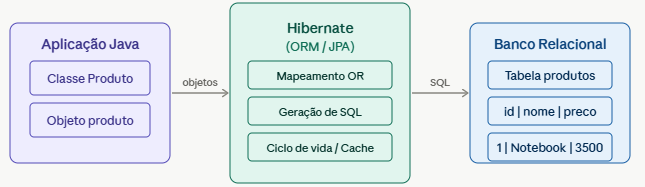 Aplicação Java
Classe Produto
Objeto produto
objetos
Hibernate
(ORM / JPA)
Mapeamento OR
Geração de SQL
Ciclo de vida / Cache
SQL
Banco Relacional
Tabela produtos
id | nome | preco
1 | Notebook | 3500